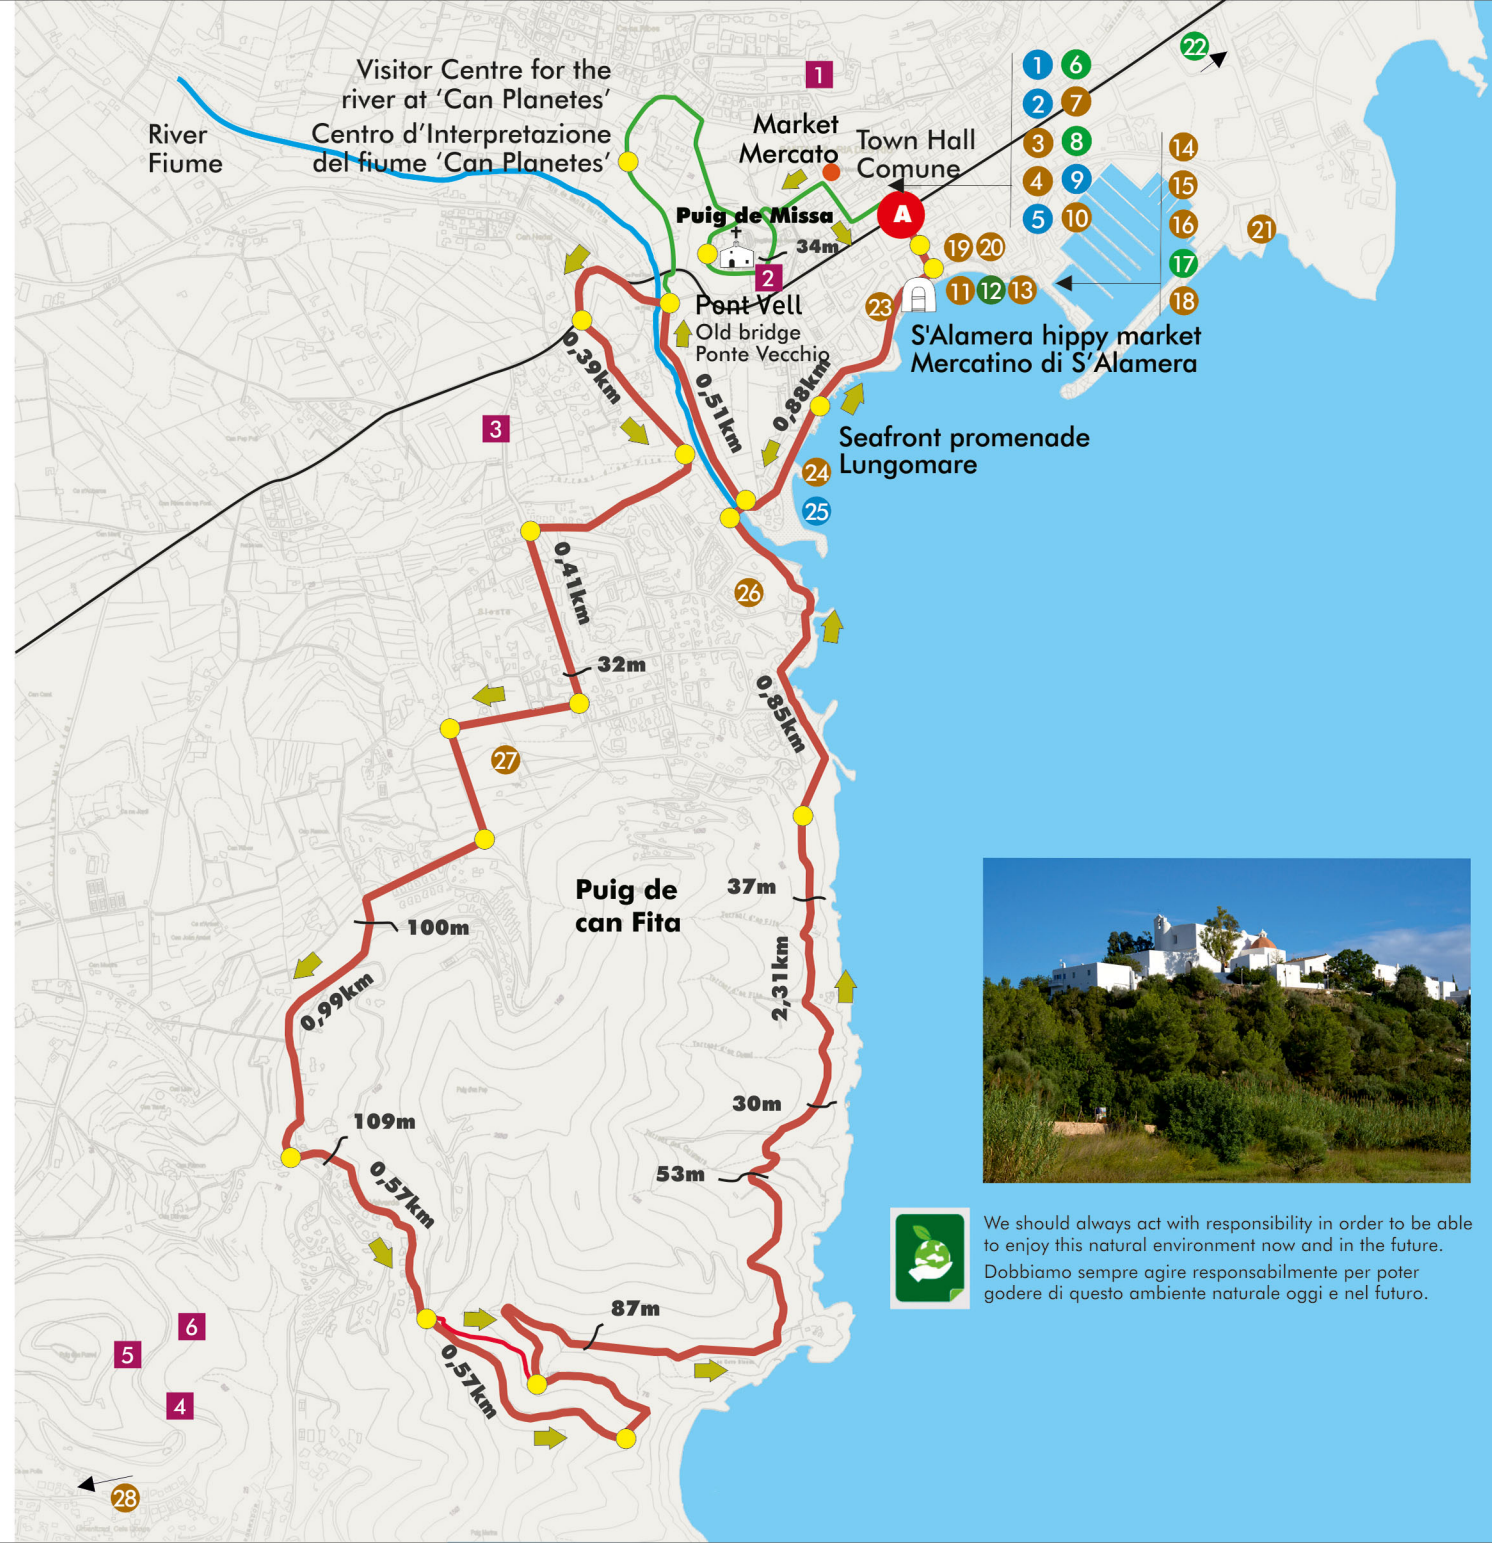 Visitor Centre for the
river at ‘Can Planetes’
Centro d’Interpretazione
del fiume ‘Can Planetes’
River
Fiume
1
Market
Mercato
Town Hall
Comune
A
22
1 6
2 7
3 8
4 9
5 10
14
15
16
17
18
21
Puig de Missa
34m
2
19 20
11 12 13
23
Pont Vell
Old bridge
Ponte Vecchio
S'Alamera hippy market
Mercatino di S’Alamera
0,39km
0,51km
0,88km
3
Seafront promenade
Lungomare
24
25
26
0,41km
32m
0,85km
27
Puig de
can Fita
37m
100m
2,31km
0,99km
30m
109m
53m
0,57km
87m
0,57km
6
5
4
28
We should always act with responsibility in order to be able
to enjoy this natural environment now and in the future.
Dobbiamo sempre agire responsabilmente per poter
godere di questo ambiente naturale oggi e nel futuro.